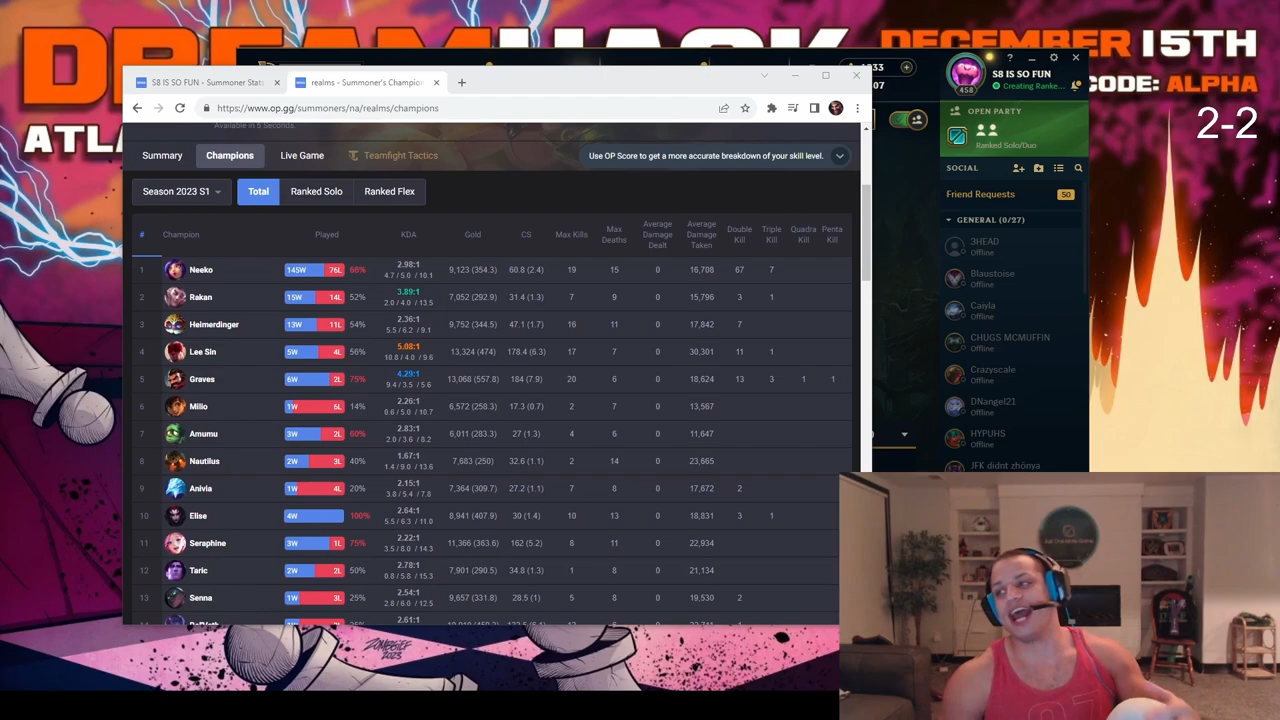 DREAMHACK
DECEMBER 15TH
CODE: ALPHA
2-2
S8 IS SO FUN - Summoner Stats
realms - Summoner's Champion
https://www.op.gg/summoners/na/realms/champions
Available in 5 Seconds.
Summary Champions Live Game Teamfight Tactics Use OP Score to get a more accurate breakdown of your skill level.
Season 2023 S1 Total Ranked Solo Ranked Flex
# Champion Played KDA Gold CS Max Kills Max Deaths Average Damage Dealt Average Damage Taken Double Kill Triple Kill Quadra Kill Penta Kill
1 Neeko 145W 76L 66% 2.98:1 4.7 / 5.0 / 10.1 9,123 (354.3) 60.8 (2.4) 19 15 0 16,708 67 7
2 Rakan 15W 14L 52% 3.89:1 2.0 / 4.0 / 13.5 7,052 (292.9) 31.4 (1.3) 7 9 0 15,796 3 1
3 Heimerdinger 13W 11L 54% 2.36:1 5.5 / 6.2 / 9.1 9,752 (344.5) 47.1 (1.7) 16 11 0 17,842 7
4 Lee Sin 5W 4L 56% 5.08:1 10.8 / 4.0 / 9.6 13,324 (474) 178.4 (6.3) 17 7 0 30,301 11 1
5 Graves 6W 2L 75% 4.29:1 9.4 / 3.5 / 5.6 13,068 (557.8) 184 (7.9) 20 6 0 18,624 13 3 1 1
6 Milio 1W 6L 14% 2.26:1 0.6 / 5.0 / 10.7 6,572 (258.3) 17.3 (0.7) 2 7 0 13,567
7 Amumu 3W 2L 60% 2.83:1 2.0 / 3.6 / 8.2 6,011 (283.3) 27 (1.3) 4 6 0 11,647
8 Nautilus 2W 3L 40% 1.67:1 1.4 / 9.0 / 13.6 7,683 (250) 32.6 (1.1) 2 14 0 23,665
9 Anivia 1W 4L 20% 2.15:1 3.8 / 5.4 / 7.8 7,364 (309.7) 27.2 (1.1) 7 8 0 17,672 2
10 Elise 4W 100% 2.64:1 5.5 / 6.3 / 11.0 8,941 (407.9) 30 (1.4) 10 13 0 18,831 3 1
11 Seraphine 3W 1L 75% 2.22:1 3.5 / 8.0 / 14.3 11,366 (363.6) 162 (5.2) 8 11 0 22,934
12 Taric 2W 2L 50% 2.78:1 0.8 / 5.8 / 15.3 7,901 (290.5) 34.8 (1.3) 1 8 0 21,134
13 Senna 1W 3L 25% 2.54:1 2.8 / 6.0 / 12.5 9,657 (331.8) 28.5 (1) 5 8 0 19,530 2
2.61:1
458
S8 IS SO FUN
Creating Ranke...
OPEN PARTY
Ranked Solo/Duo
SOCIAL
Friend Requests 50
GENERAL (0/27)
3HEAD
Offline
Blaustoise
Offline
Caiyla
Offline
CHUGS MCMUFFIN
Offline
Crazyscale
Offline
DNangel21
Offline
HYPUHS
Offline
JFK didnt zhonya
ZOMBIELF
2023